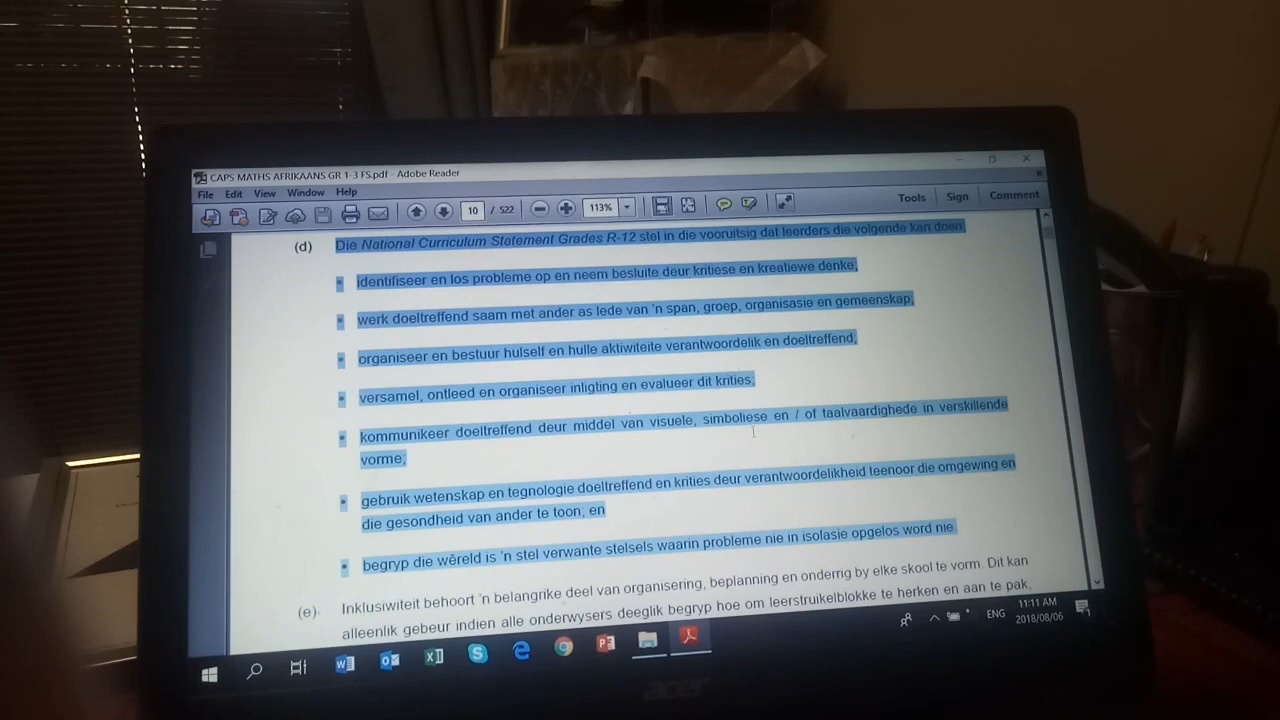 CAPS MATHS AFRIKAANS GR 1-3 FS.pdf - Adobe Reader
File Edit View Window Help
10 / 522 113% Tools Sign Comment
(d) Die National Curriculum Statement Grades R-12 stel in die vooruitsig dat leerders die volgende kan doen:
▪ identifiseer en los probleme op en neem besluite deur kritiese en kreatiewe denke;
▪ werk doeltreffend saam met ander as lede van 'n span, groep, organisasie en gemeenskap;
▪ organiseer en bestuur hulself en hulle aktiwiteite verantwoordelik en doeltreffend;
▪ versamel, ontleed en organiseer inligting en evalueer dit krities;
▪ kommunikeer doeltreffend deur middel van visuele, simboliese en / of taalvaardighede in verskillende
vorme;
▪ gebruik wetenskap en tegnologie doeltreffend en krities deur verantwoordelikheid teenoor die omgewing en
die gesondheid van ander te toon; en
▪ begryp die wêreld is 'n stel verwante stelsels waarin probleme nie in isolasie opgelos word nie.
(e) Inklusiwiteit behoort 'n belangrike deel van organisering, beplanning en onderrig by elke skool te vorm. Dit kan
alleenlik gebeur indien alle onderwysers deeglik begryp hoe om leerstruikelblokke te herken en aan te pak,
ENG 11:11 AM
2018/08/06
acer